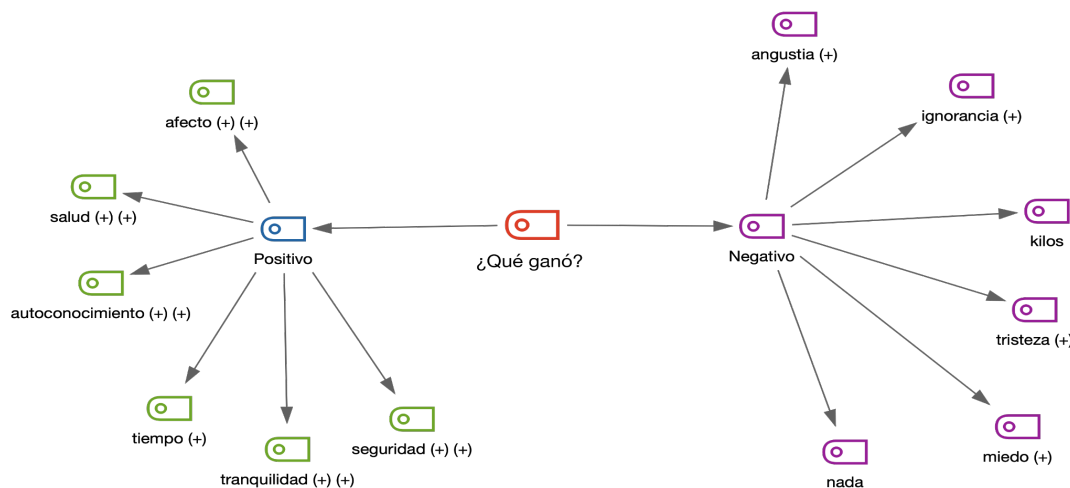 angustia (+)
ignorancia (+)
afecto (+) (+)
salud (+) (+)
kilos
Positivo
¿Qué ganó?
Negativo
autoconocimiento (+) (+)
tristeza (+)
tiempo (+)
seguridad (+) (+)
miedo (+)
tranquilidad (+) (+)
nada